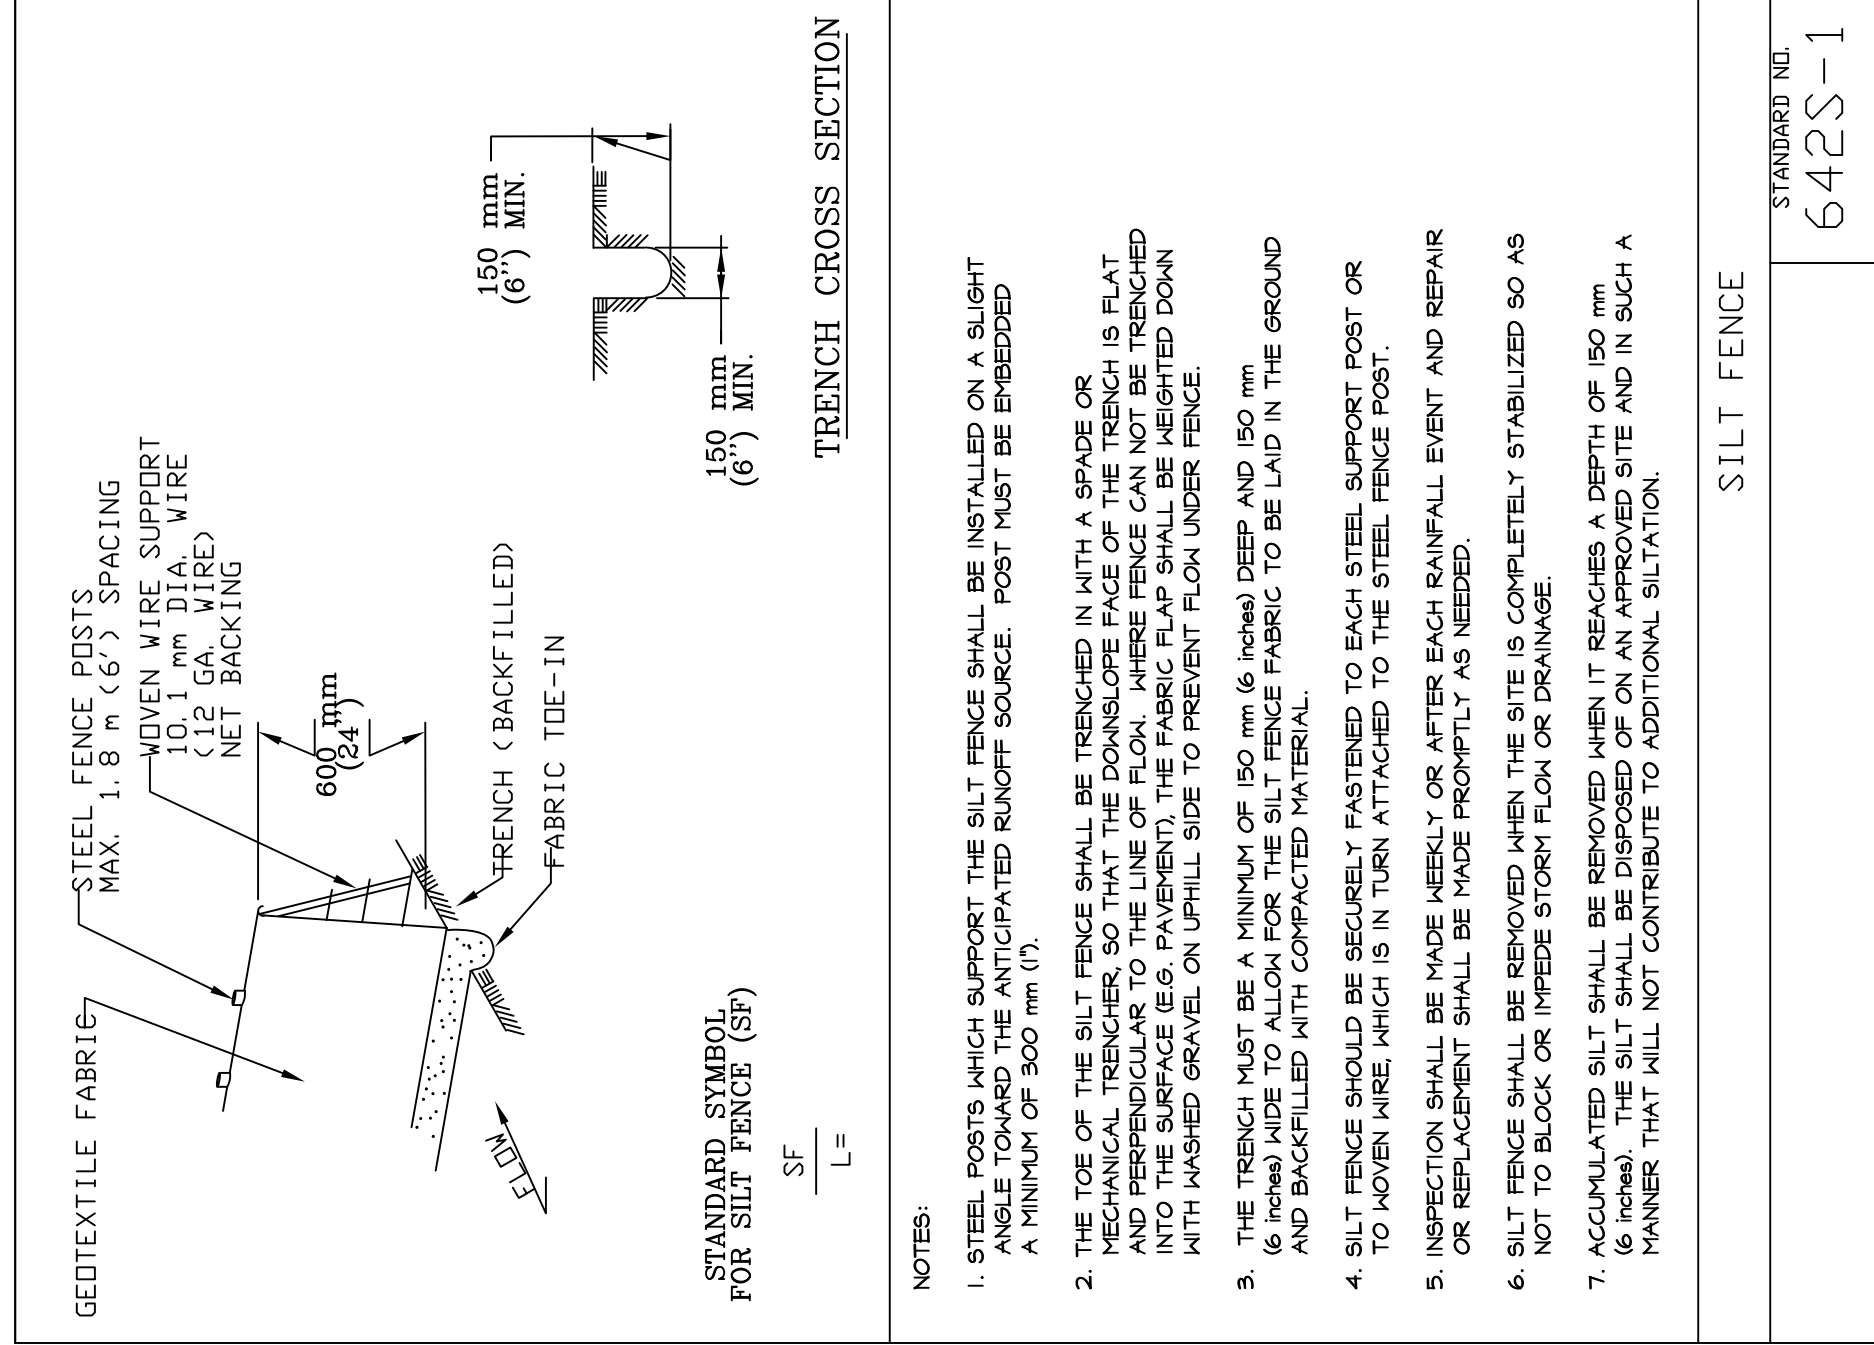 STEEL FENCE POSTS
MAX. 1.8 m (6') SPACING
WOVEN WIRE SUPPORT
10.1 mm DIA. WIRE
(12 GA. WIRE)
NET BACKING
GEOTEXTILE FABRIC
600 mm
(24")
TRENCH (BACKFILLED)
FABRIC TOE-IN
FLOW
150 mm
(6") MIN.
150 mm
(6") MIN.
TRENCH CROSS SECTION
STANDARD SYMBOL
FOR SILT FENCE (SF)
SF
L=
NOTES:
1. STEEL POSTS WHICH SUPPORT THE SILT FENCE SHALL BE INSTALLED ON A SLIGHT
ANGLE TOWARD THE ANTICIPATED RUNOFF SOURCE. POST MUST BE EMBEDDED
A MINIMUM OF 300 mm (1").
2. THE TOE OF THE SILT FENCE SHALL BE TRENCHED IN WITH A SPADE OR
MECHANICAL TRENCHER, SO THAT THE DOWNSLOPE FACE OF THE TRENCH IS FLAT
AND PERPENDICULAR TO THE LINE OF FLOW. WHERE FENCE CAN NOT BE TRENCHED
INTO THE SURFACE (E.G. PAVEMENT), THE FABRIC FLAP SHALL BE WEIGHTED DOWN
WITH WASHED GRAVEL ON UPHILL SIDE TO PREVENT FLOW UNDER FENCE.
3. THE TRENCH MUST BE A MINIMUM OF 150 mm (6 inches) DEEP AND 150 mm
(6 inches) WIDE TO ALLOW FOR THE SILT FENCE FABRIC TO BE LAID IN THE GROUND
AND BACKFILLED WITH COMPACTED MATERIAL.
4. SILT FENCE SHOULD BE SECURELY FASTENED TO EACH STEEL SUPPORT POST OR
TO WOVEN WIRE, WHICH IS IN TURN ATTACHED TO THE STEEL FENCE POST.
5. INSPECTION SHALL BE MADE WEEKLY OR AFTER EACH RAINFALL EVENT AND REPAIR
OR REPLACEMENT SHALL BE MADE PROMPTLY AS NEEDED.
6. SILT FENCE SHALL BE REMOVED WHEN THE SITE IS COMPLETELY STABILIZED SO AS
NOT TO BLOCK OR IMPEDE STORM FLOW OR DRAINAGE.
7. ACCUMULATED SILT SHALL BE REMOVED WHEN IT REACHES A DEPTH OF 150 mm
(6 inches). THE SILT SHALL BE DISPOSED OF ON AN APPROVED SITE AND IN SUCH A
MANNER THAT WILL NOT CONTRIBUTE TO ADDITIONAL SILTATION.
SILT FENCE
STANDARD NO.
642S-1